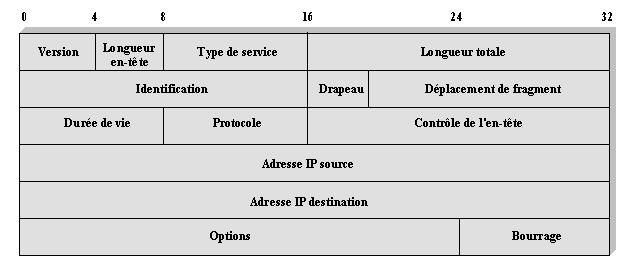 0 4 8 16 24 32
Version Longueur en-tête Type de service Longueur totale
Identification Drapeau Déplacement de fragment
Durée de vie Protocole Contrôle de l'en-tête
Adresse IP source
Adresse IP destination
Options Bourrage